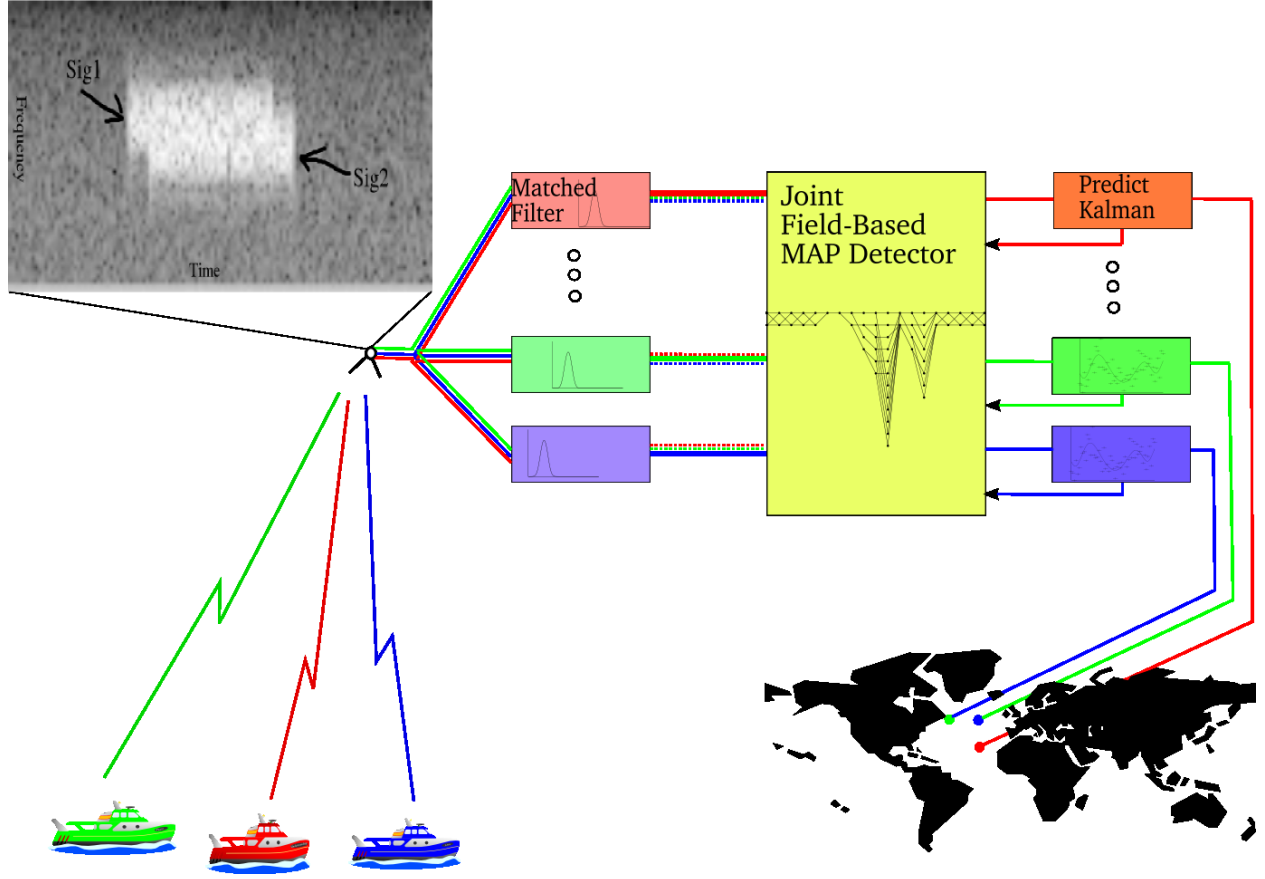 Sig1
Frequency
Sig2
Time
Matched
Filter
Joint
Field-Based
MAP Detector
Predict
Kalman